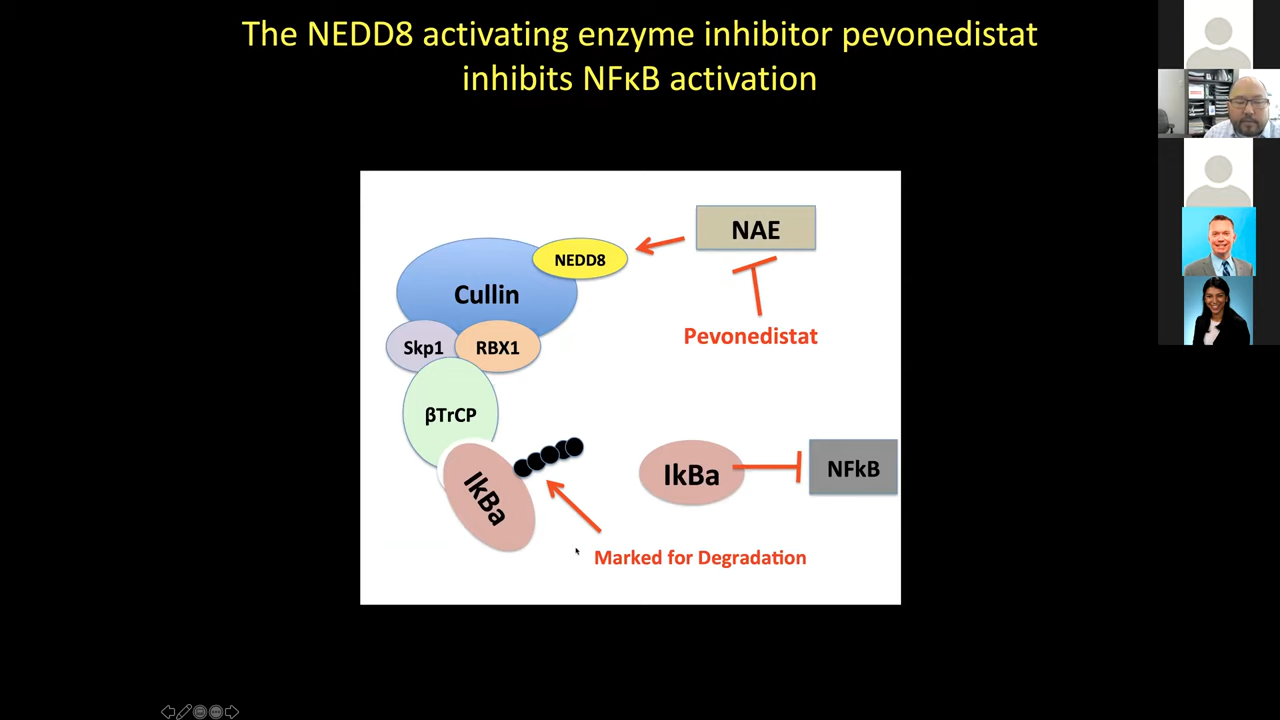 The NEDD8 activating enzyme inhibitor pevonedistat
inhibits NFκB activation
NAE
NEDD8
Cullin
Pevonedistat
Skp1
RBX1
βTrCP
IkBa
IkBa
NFkB
Marked for Degradation